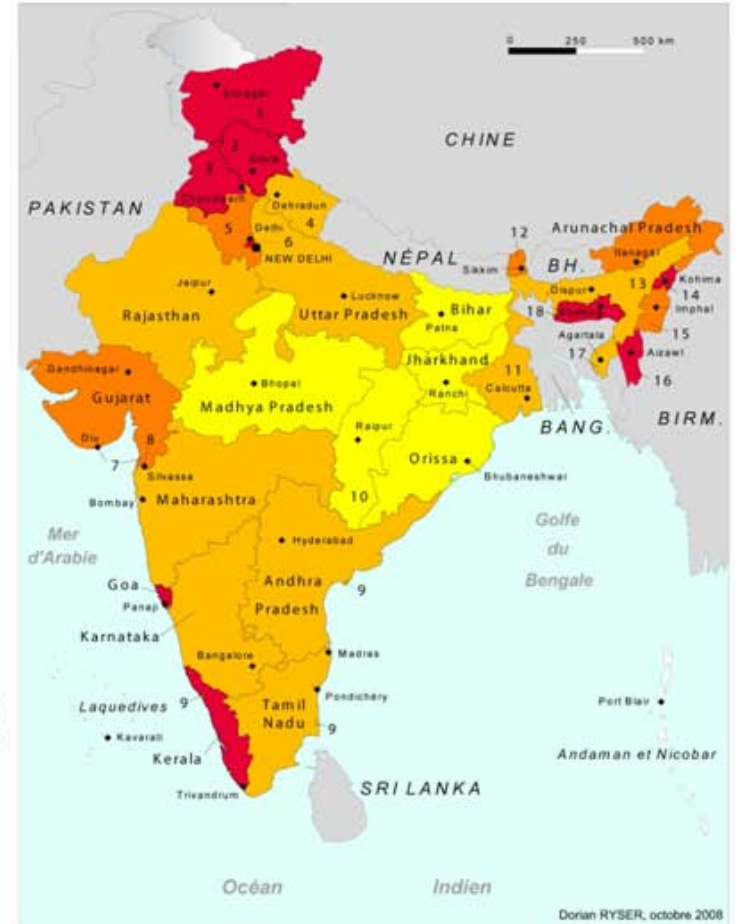 0 250 500 km
Srinagar
1
CHINE
2
Simla
3
Chandigarh
PAKISTAN
Dehradun
4
5
Delhi
6
NEW DELHI
NÉPAL
12
Sikkim
BH.
Arunachal Pradesh
Itanagar
Dispur
13
Kohima
14
Imphal
15
18
Agartala
17
Aizawl
16
Jaipur
Rajasthan
Lucknow
Uttar Pradesh
Bihar
Patna
Jharkhand
Ranchi
11
Calcutta
BANG.
BIRM.
Gandhinagar
Gujarat
Diu
7
8
Silvassa
Bhopal
Madhya Pradesh
Raipur
10
Orissa
Bhubaneshwar
Bombay
Maharashtra
Mer
d'Arabie
Golfe
du
Bengale
Hyderabad
Andhra
Pradesh
9
Goa
Panap
Karnataka
Bangalore
Madras
Laquedives
9
Tamil
Nadu
Pondichéry
9
Kavarati
Kerala
Trivandrum
SRI LANKA
Port Blair
Andaman et Nicobar
Océan Indien
Dorian RYSER, octobre 2008